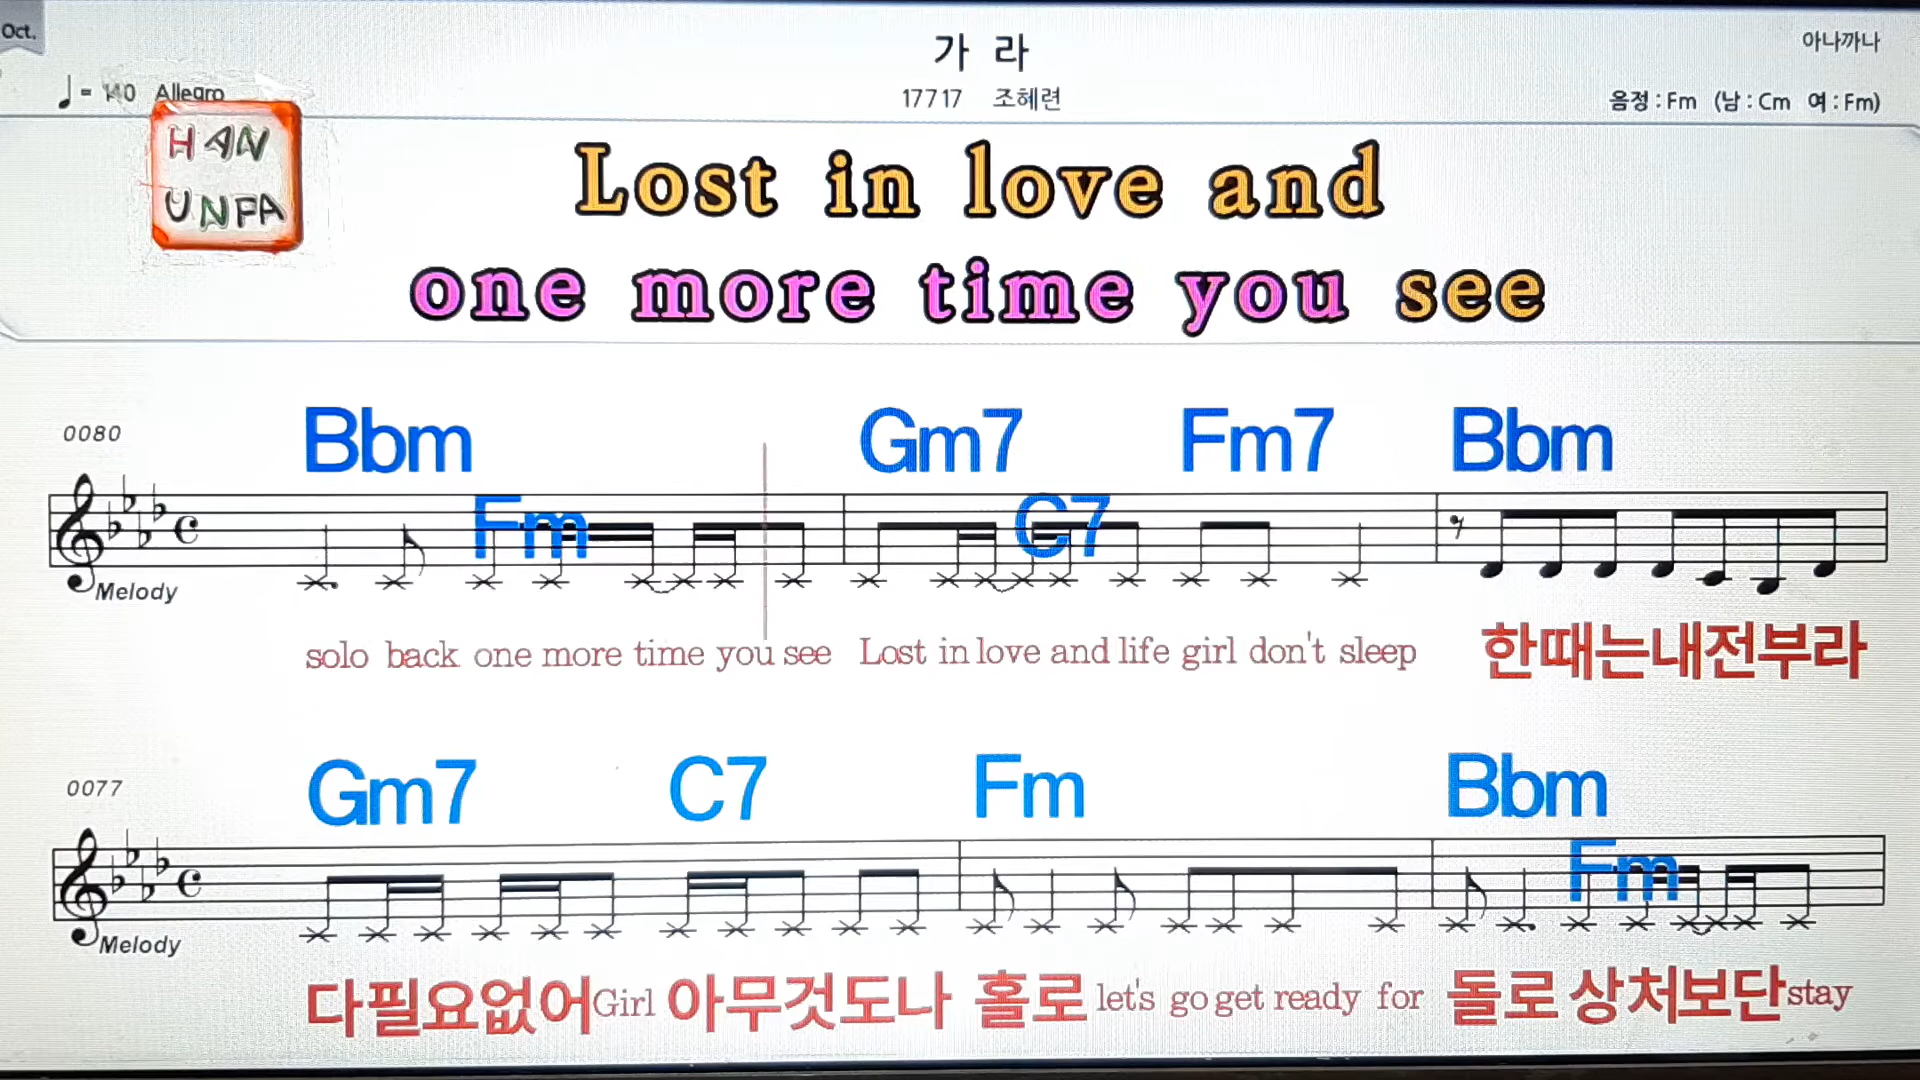 Oct.
가 라
아나까나
♩= 140 Allegro
17717 조혜련
음정 : Fm (남 : Cm 여 : Fm)
HAN
UNFA
Lost in love and
one more time you see
0080
Bbm Gm7 Fm7 Bbm
Fm C7
Melody
solo back one more time you see Lost in love and life girl don't sleep 한때는내전부라
0077
Gm7 C7 Fm Bbm
Fm
Melody
다필요없어Girl 아무것도나 홀로 let's go get ready for 돌로 상처보단stay